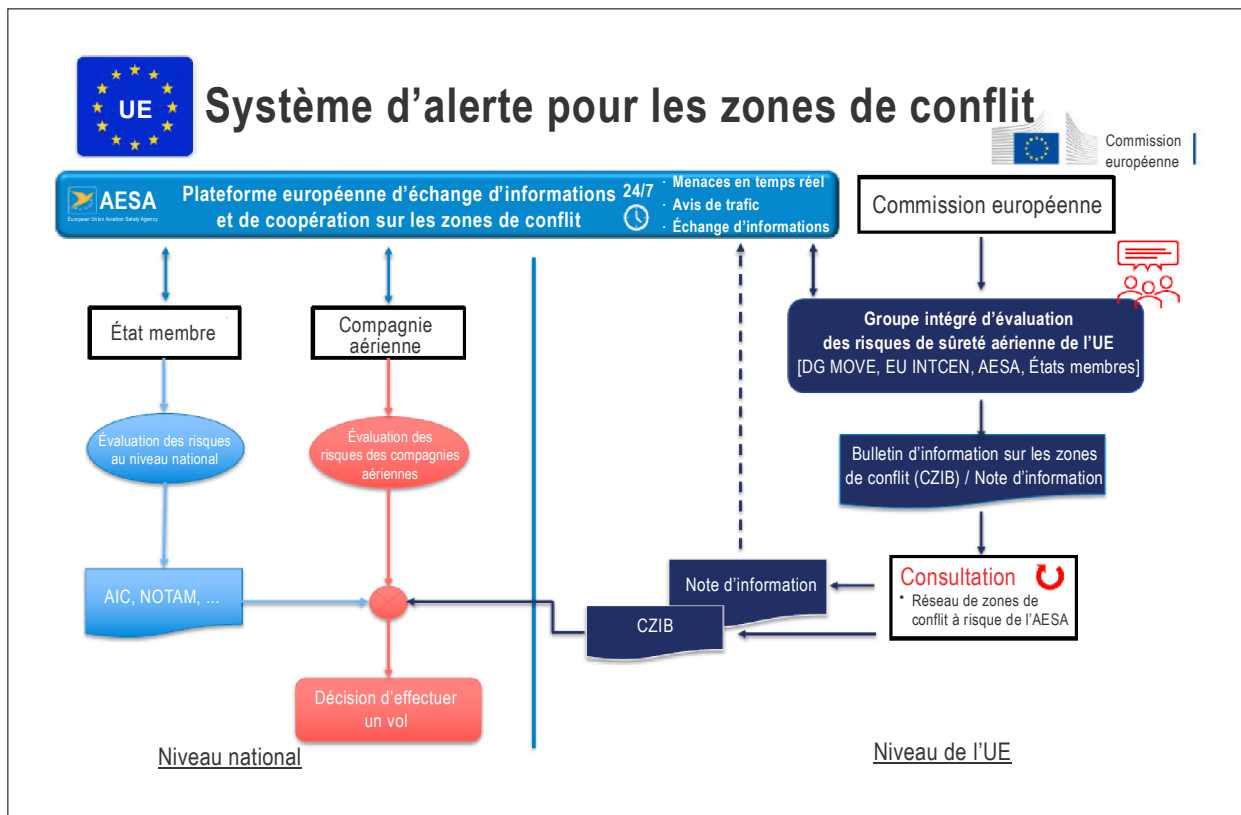 UE
Système d’alerte pour les zones de conflit
Commission
européenne
AESA
European Union Aviation Safety Agency
Plateforme européenne d’échange d’informations
et de coopération sur les zones de conflit
24/7
· Menaces en temps réel
· Avis de trafic
· Échange d’informations
Commission européenne
État membre
Compagnie
aérienne
Groupe intégré d’évaluation
des risques de sûreté aérienne de l’UE
[DG MOVE, EU INTCEN, AESA, États membres]
Évaluation des risques
au niveau national
Évaluation des
risques des compagnies
aériennes
Bulletin d’information sur les zones
de conflit (CZIB) / Note d’information
AIC, NOTAM, ...
Note d’information
CZIB
Consultation
• Réseau de zones de
conflit à risque de l’AESA
Décision d’effectuer
un vol
Niveau national
Niveau de l’UE